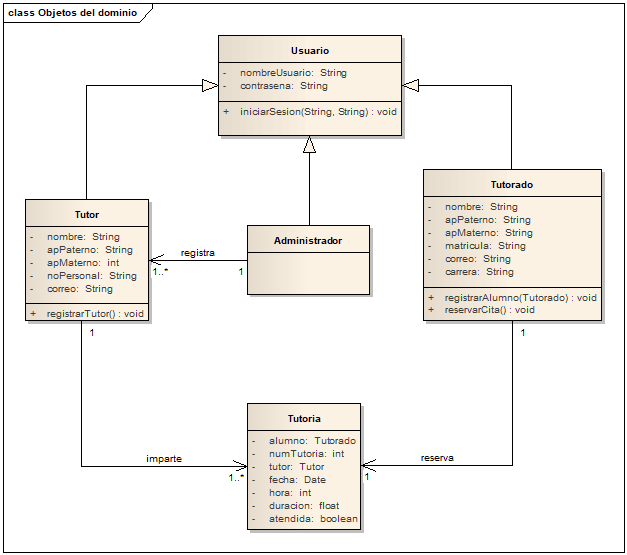 class Objetos del dominio
Usuario
- nombreUsuario: String
- contrasena: String
+ iniciarSesion(String, String) : void
Tutor
- nombre: String
- apPaterno: String
- apMaterno: int
- noPersonal: String
- correo: String
+ registrarTutor() : void
registra
1..*
1
Administrador
Tutorado
- nombre: String
- apPaterno: String
- apMaterno: String
- matricula: String
- correo: String
- carrera: String
+ registrarAlumno(Tutorado) : void
+ reservarCita() : void
1
1
imparte
1..*
Tutoria
- alumno: Tutorado
- numTutoria: int
- tutor: Tutor
- fecha: Date
- hora: int
- duracion: float
- atendida: boolean
reserva
1